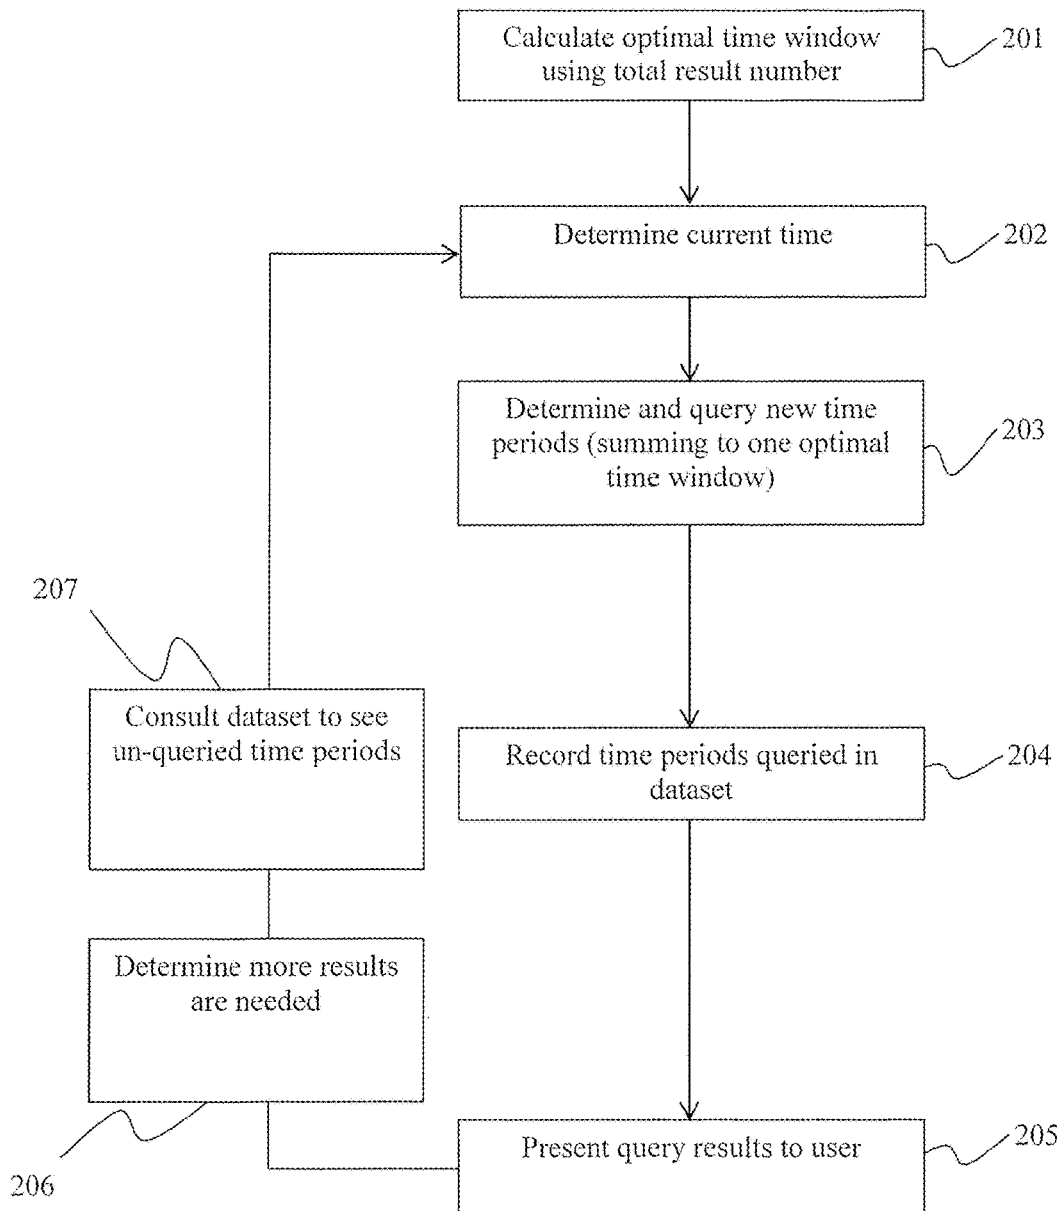 Calculate optimal time window
using total result number
201
Determine current time
202
Determine and query new time
periods (summing to one optimal
time window)
203
207
Consult dataset to see
un-queried time periods
Record time periods queried in
dataset
204
Determine more results
are needed
206
Present query results to user
205